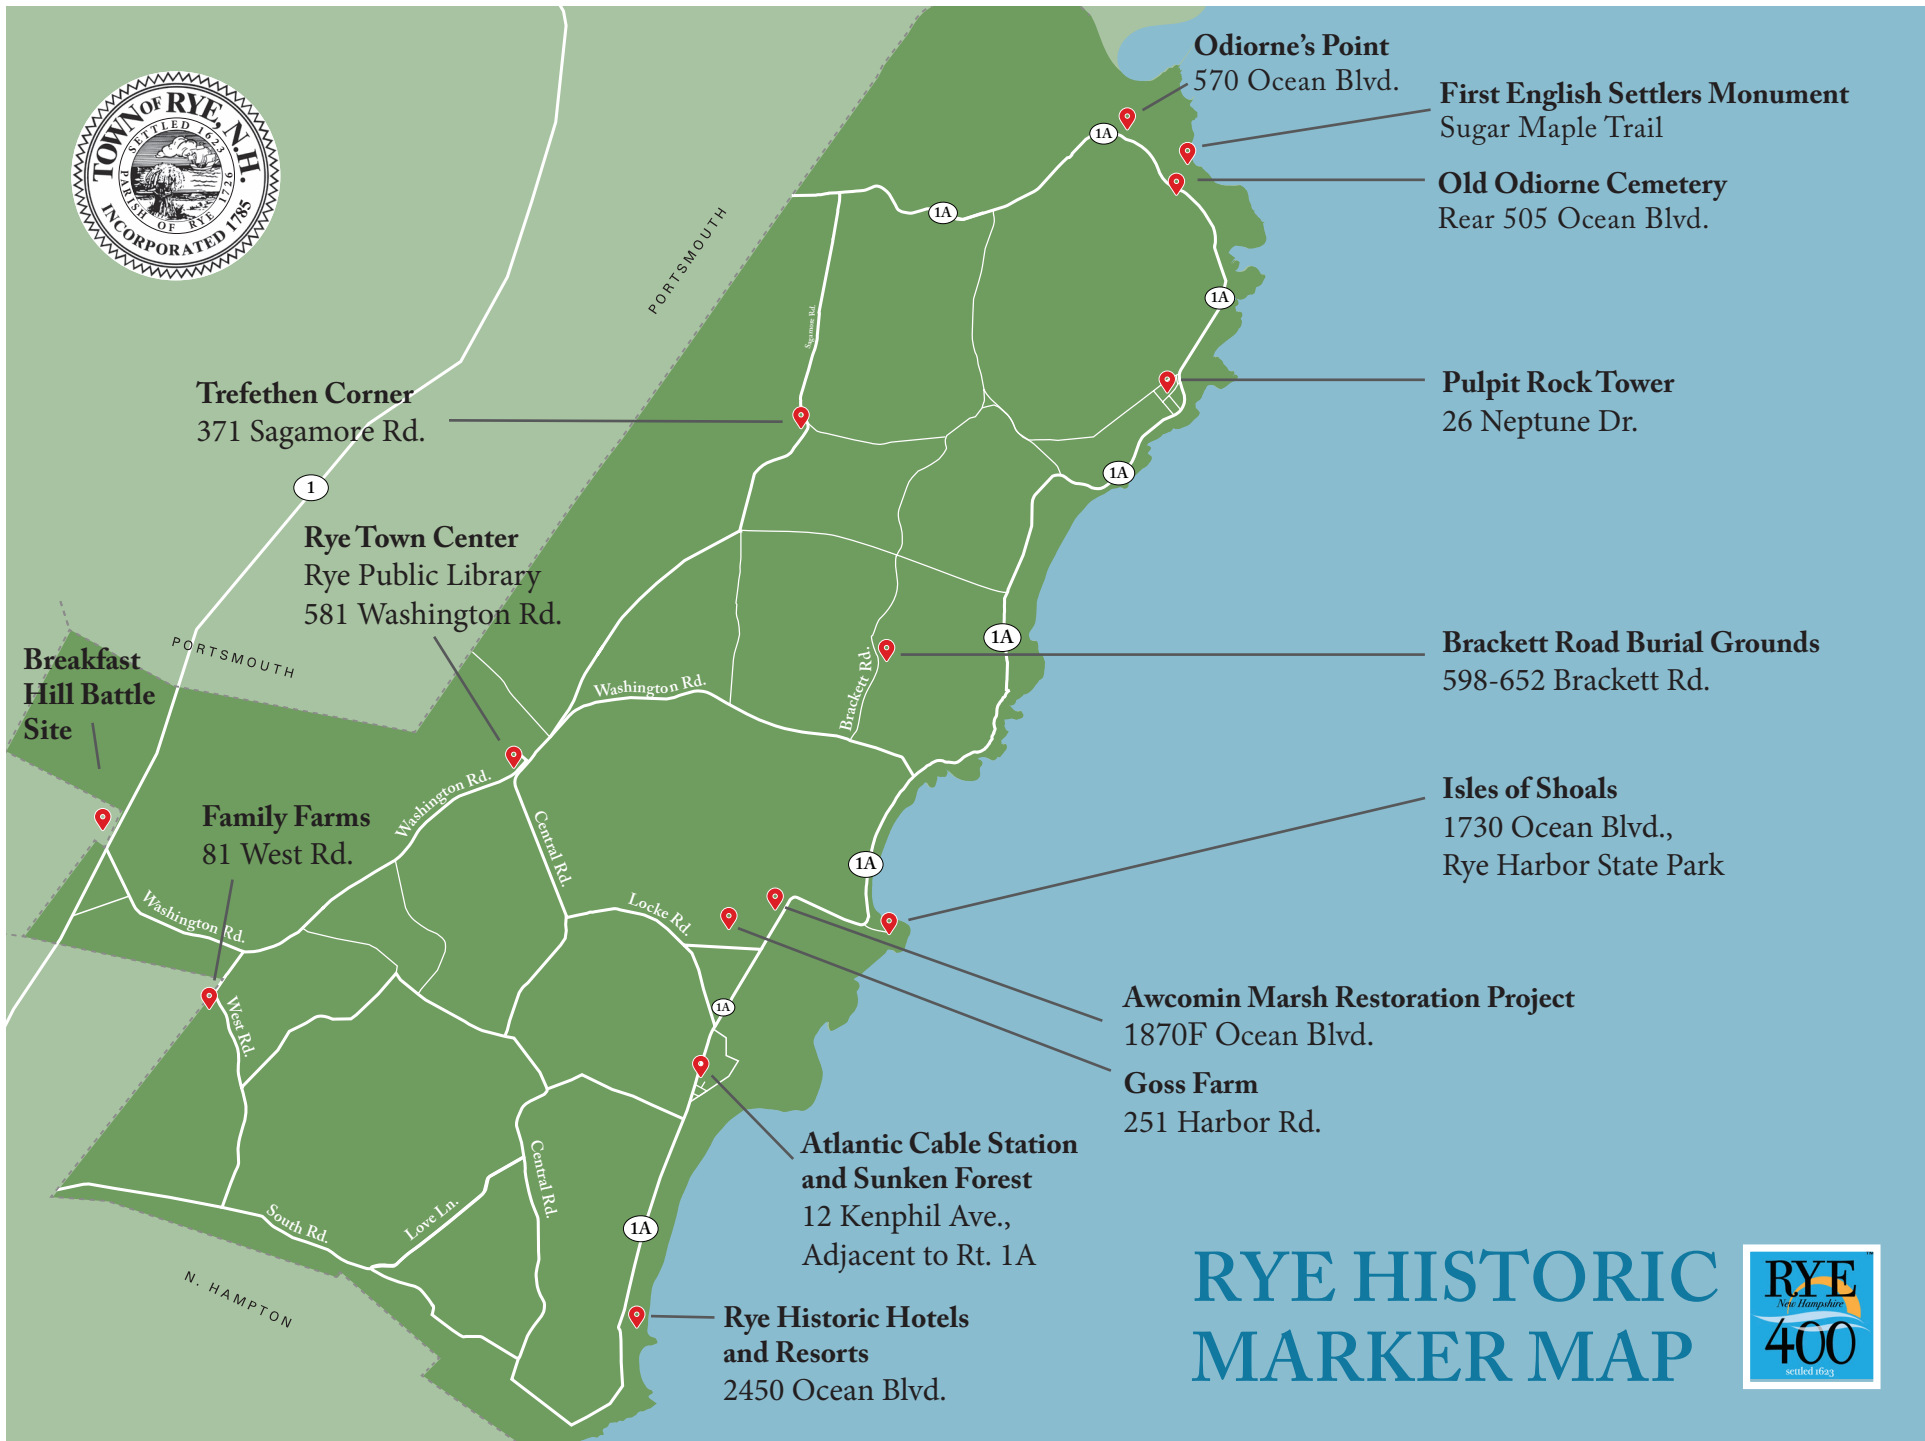 TOWN OF RYE, N.H.
SETTLED 1623
PARISH OF RYE 1726
INCORPORATED 1785
Odiorne's Point
570 Ocean Blvd.
First English Settlers Monument
Sugar Maple Trail
Old Odiorne Cemetery
Rear 505 Ocean Blvd.
1A
1A
1A
PORTSMOUTH
Sagamore Rd.
Trefethen Corner
371 Sagamore Rd.
Pulpit Rock Tower
26 Neptune Dr.
1A
1
Rye Town Center
Rye Public Library
581 Washington Rd.
PORTSMOUTH
Breakfast
Hill Battle
Site
1A
Brackett Road Burial Grounds
598-652 Brackett Rd.
Washington Rd.
Brackett Rd.
Washington Rd.
Family Farms
81 West Rd.
Central Rd.
1A
Isles of Shoals
1730 Ocean Blvd.,
Rye Harbor State Park
Washington Rd.
Locke Rd.
West Rd.
1A
Awcomin Marsh Restoration Project
1870F Ocean Blvd.
Goss Farm
251 Harbor Rd.
Atlantic Cable Station
and Sunken Forest
12 Kenphil Ave.,
Adjacent to Rt. 1A
Central Rd.
South Rd.
Love Ln.
1A
N. HAMPTON
Rye Historic Hotels
and Resorts
2450 Ocean Blvd.
RYE HISTORIC
MARKER MAP
RYE
New Hampshire
400
settled 1623
TM